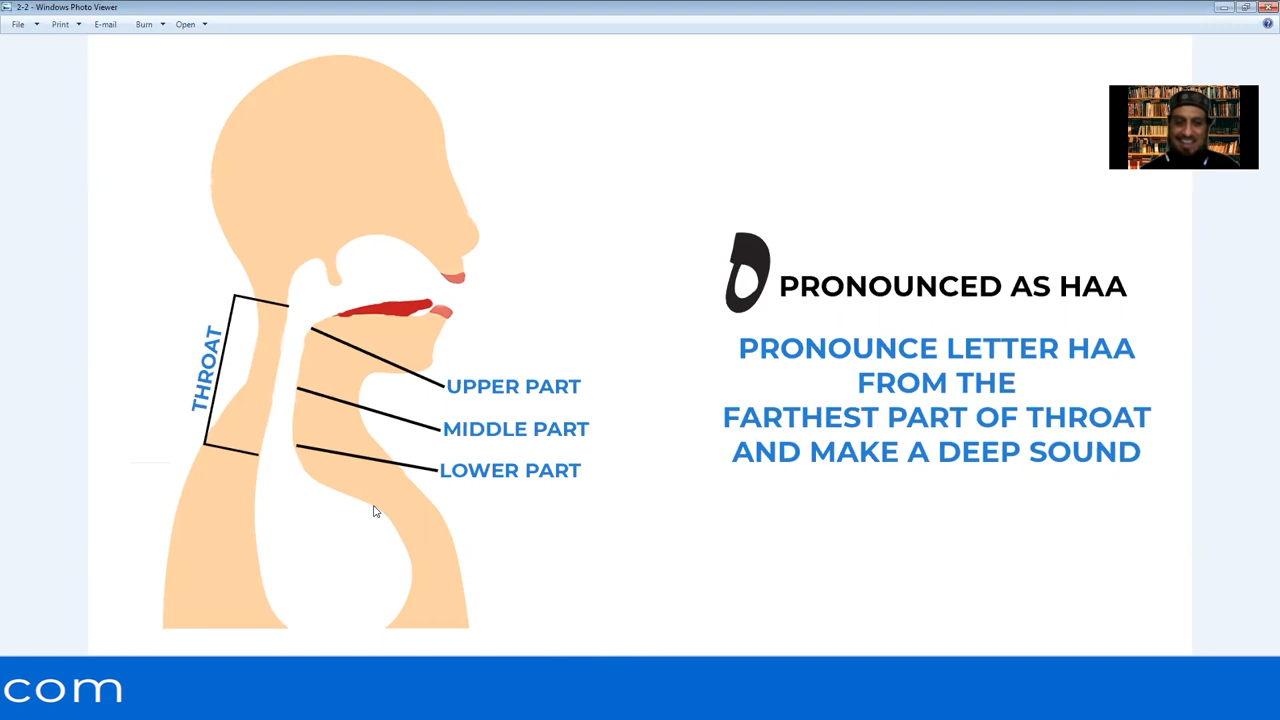 2-2 - Windows Photo Viewer
File Print E-mail Burn Open
ه PRONOUNCED AS HAA
PRONOUNCE LETTER HAA
FROM THE
FARTHEST PART OF THROAT
AND MAKE A DEEP SOUND
THROAT
UPPER PART
MIDDLE PART
LOWER PART
com